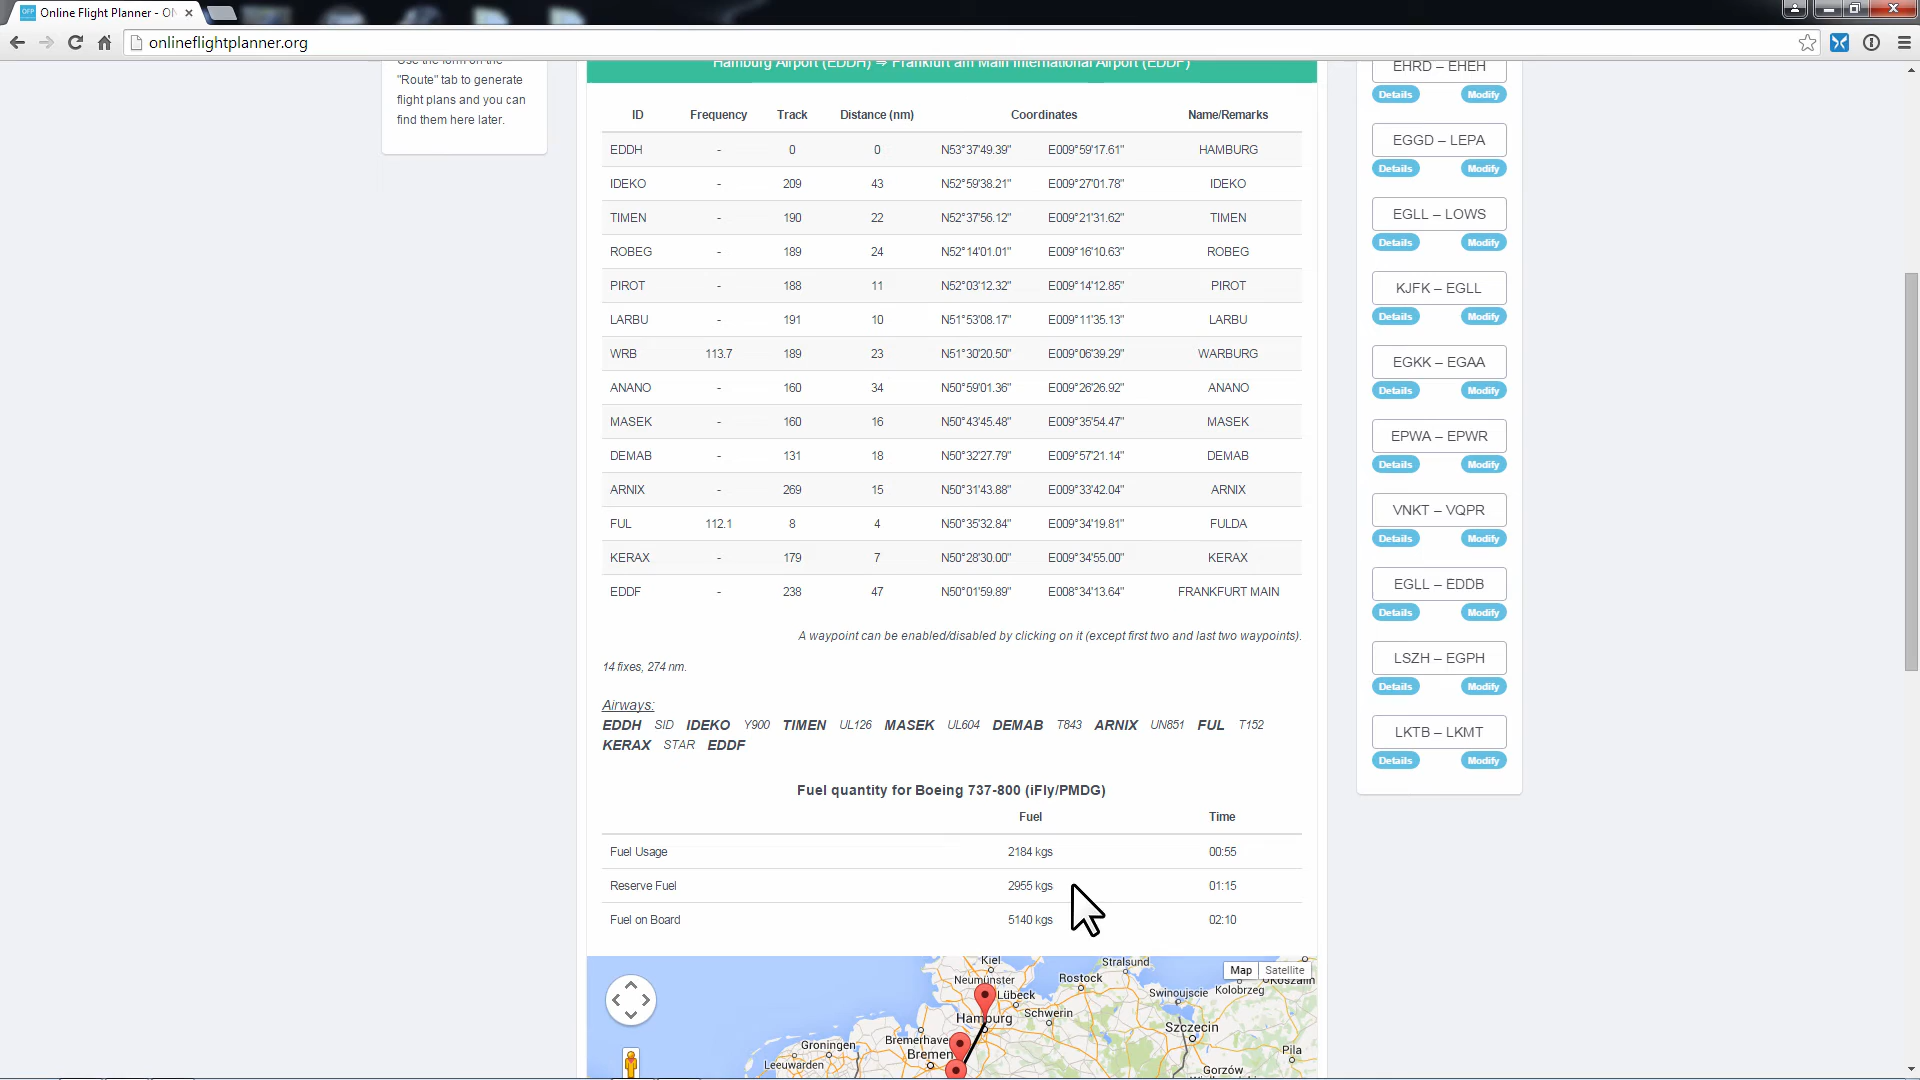 Online Flight Planner - ON
onlineflightplanner.org
"Route" tab to generate
flight plans and you can
find them here later.
Hamburg Airport (EDDH) ⇒ Frankfurt am Main International Airport (EDDF)
ID Frequency Track Distance (nm) Coordinates Name/Remarks
EDDH - 0 0 N53°37'49.39" E009°59'17.61" HAMBURG
IDEKO - 209 43 N52°59'38.21" E009°27'01.78" IDEKO
TIMEN - 190 22 N52°37'56.12" E009°21'31.62" TIMEN
ROBEG - 189 24 N52°14'01.01" E009°16'10.63" ROBEG
PIROT - 188 11 N52°03'12.32" E009°14'12.85" PIROT
LARBU - 191 10 N51°53'08.17" E009°11'35.13" LARBU
WRB 113.7 189 23 N51°30'20.50" E009°06'39.29" WARBURG
ANANO - 160 34 N50°59'01.36" E009°26'26.92" ANANO
MASEK - 160 16 N50°43'45.48" E009°35'54.47" MASEK
DEMAB - 131 18 N50°32'27.79" E009°57'21.14" DEMAB
ARNIX - 269 15 N50°31'43.88" E009°33'42.04" ARNIX
FUL 112.1 8 4 N50°35'32.84" E009°34'19.81" FULDA
KERAX - 179 7 N50°28'30.00" E009°34'55.00" KERAX
EDDF - 238 47 N50°01'59.89" E008°34'13.64" FRANKFURT MAIN
A waypoint can be enabled/disabled by clicking on it (except first two and last two waypoints).
14 fixes, 274 nm.
Airways:
EDDH SID IDEKO Y900 TIMEN UL126 MASEK UL604 DEMAB T843 ARNIX UN851 FUL T152
KERAX STAR EDDF
Fuel quantity for Boeing 737-800 (iFly/PMDG)
Fuel Time
Fuel Usage 2184 kgs 00:55
Reserve Fuel 2955 kgs 01:15
Fuel on Board 5140 kgs 02:10
Map Satellite
Kiel
Stralsund
Neumünster
Rostock
Lübeck
Swinoujscie
Kolobrzeg
Koszalin
Hamburg
Schwerin
Szczecin
Groningen
Bremerhave
Bremen
Leeuwarden
Pila
Gorzów
EHRD – EHEH
Details Modify
EGGD – LEPA
Details Modify
EGLL – LOWS
Details Modify
KJFK – EGLL
Details Modify
EGKK – EGAA
Details Modify
EPWA – EPWR
Details Modify
VNKT – VQPR
Details Modify
EGLL – EDDB
Details Modify
LSZH – EGPH
Details Modify
LKTB – LKMT
Details Modify